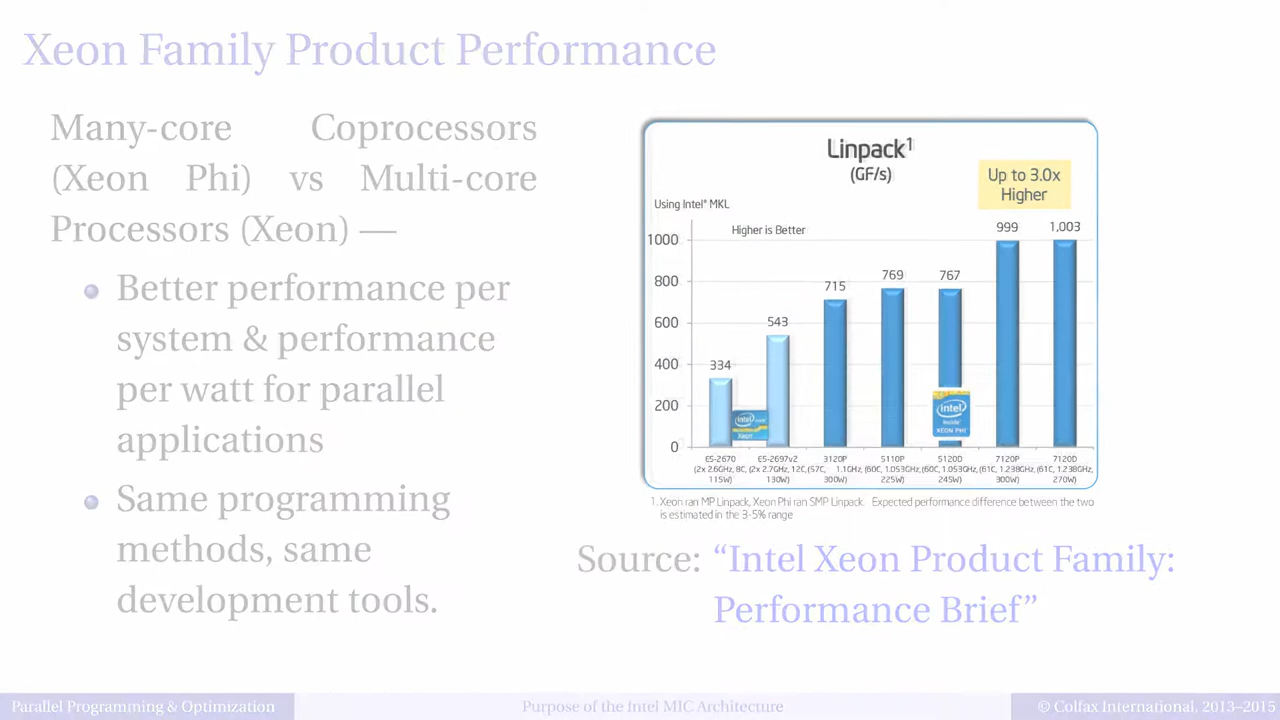 Xeon Family Product Performance
Many-core Coprocessors
(Xeon Phi) vs Multi-core
Processors (Xeon) —
Better performance per
system & performance
per watt for parallel
applications
Same programming
methods, same
development tools.
Linpack¹
(GF/s)
Up to 3.0x
Higher
Using Intel® MKL
Higher is Better
1000
800
600
400
200
0
334
543
715
769
767
999
1,003
intel
inside
XEON
intel
inside
XEON PHI
E5-2670 E5-2697v2 3120P 5110P 5120D 7120P 7120D
(2x 2.6GHz, 8C, (2x 2.7GHz, 12C, (57C, 1.1GHz, (60C, 1.053GHz, (60C, 1.053GHz, (61C, 1.238GHz, (61C, 1.238GHz,
115W) 130W) 300W) 225W) 245W) 300W) 270W)
1. Xeon ran MP Linpack, Xeon Phi ran SMP Linpack. Expected performance difference between the two
is estimated in the 3-5% range
Source: “Intel Xeon Product Family:
Performance Brief”
Parallel Programming & Optimization
Purpose of the Intel MIC Architecture
© Colfax International, 2013–2015